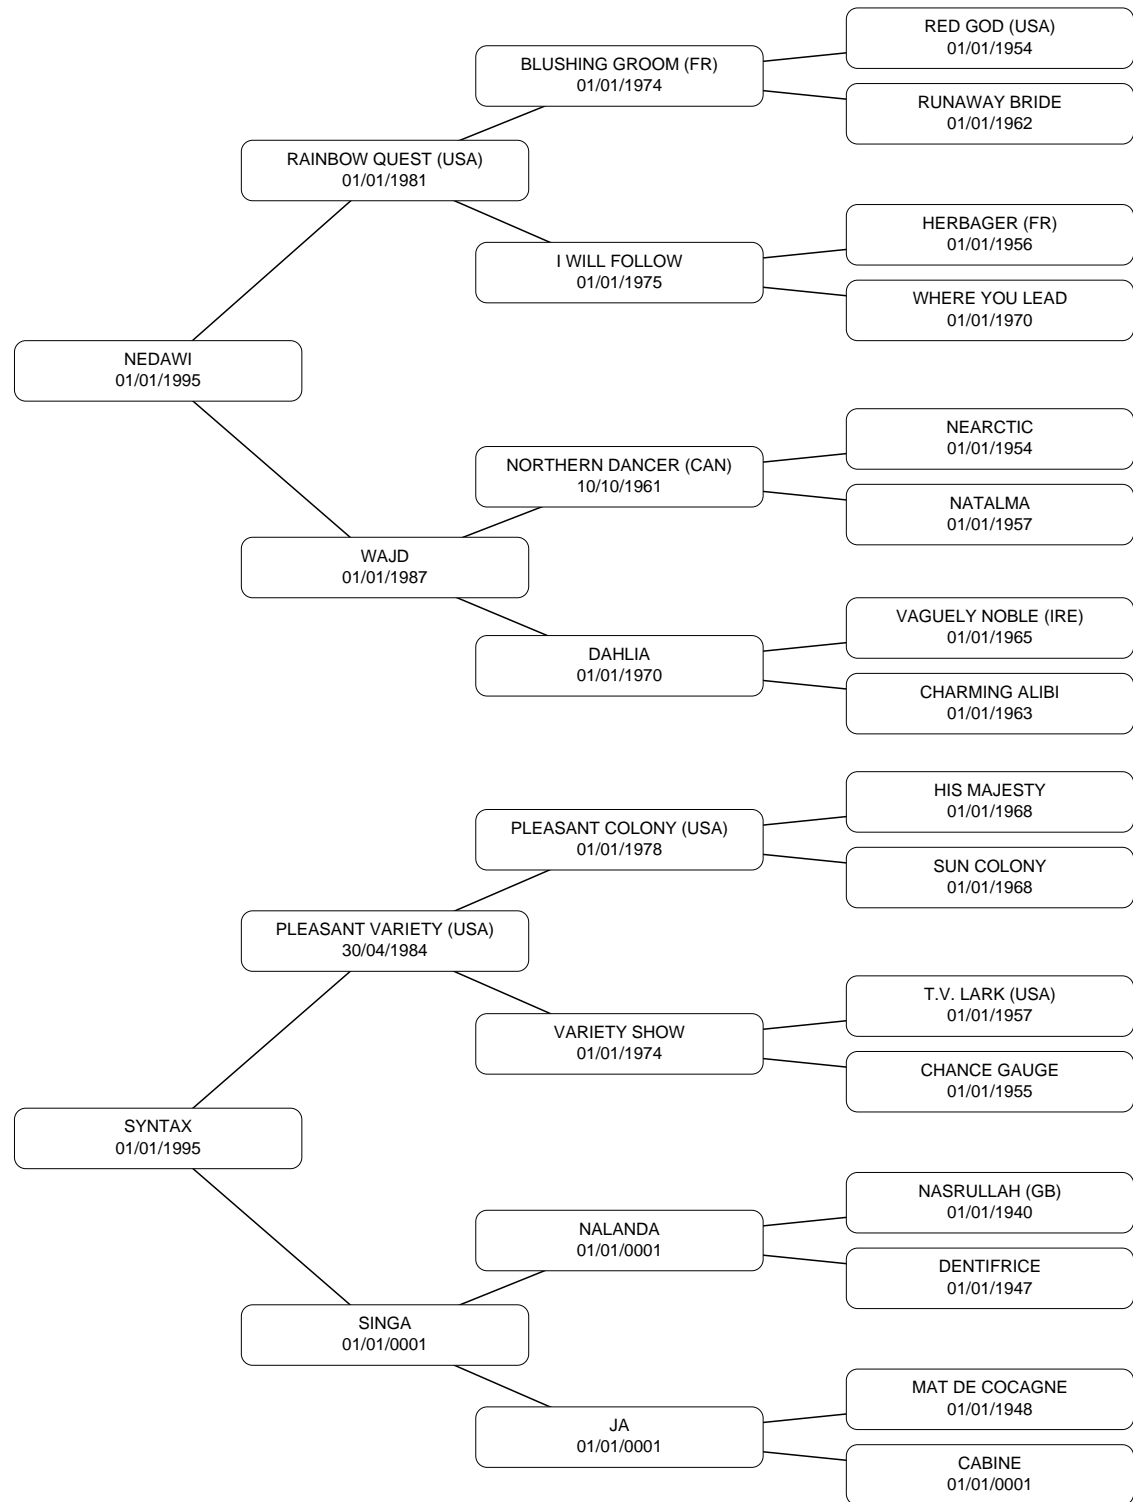 RED GOD (USA)
01/01/1954
BLUSHING GROOM (FR)
01/01/1974
RUNAWAY BRIDE
01/01/1962
RAINBOW QUEST (USA)
01/01/1981
HERBAGER (FR)
01/01/1956
I WILL FOLLOW
01/01/1975
WHERE YOU LEAD
01/01/1970
NEDAWI
01/01/1995
NEARCTIC
01/01/1954
NORTHERN DANCER (CAN)
10/10/1961
NATALMA
01/01/1957
WAJD
01/01/1987
VAGUELY NOBLE (IRE)
01/01/1965
DAHLIA
01/01/1970
CHARMING ALIBI
01/01/1963
HIS MAJESTY
01/01/1968
PLEASANT COLONY (USA)
01/01/1978
SUN COLONY
01/01/1968
PLEASANT VARIETY (USA)
30/04/1984
T.V. LARK (USA)
01/01/1957
VARIETY SHOW
01/01/1974
CHANCE GAUGE
01/01/1955
SYNTAX
01/01/1995
NASRULLAH (GB)
01/01/1940
NALANDA
01/01/0001
DENTIFRICE
01/01/1947
SINGA
01/01/0001
MAT DE COCAGNE
01/01/1948
JA
01/01/0001
CABINE
01/01/0001